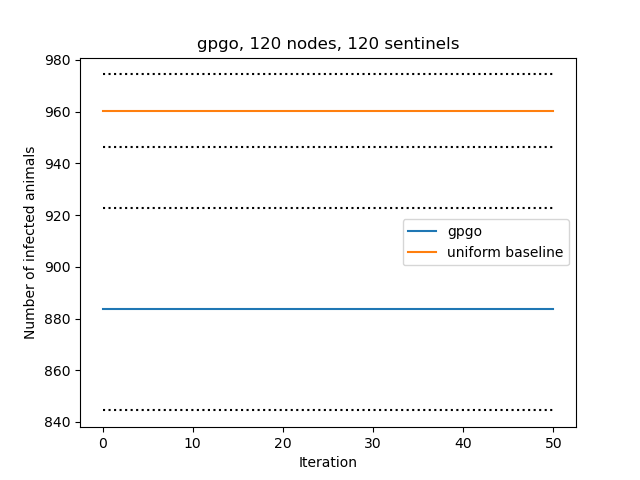 gpgo, 120 nodes, 120 sentinels
Number of infected animals
980
960
940
920
900
880
860
840
gpgo
uniform baseline
0 10 20 30 40 50
Iteration